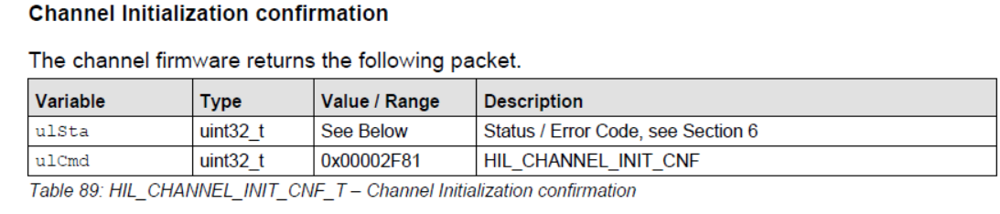 Channel Initialization confirmation
The channel firmware returns the following packet.
Variable Type Value / Range Description
ulSta uint32_t See Below Status / Error Code, see Section 6
ulCmd uint32_t 0x00002F81 HIL_CHANNEL_INIT_CNF
Table 89: HIL_CHANNEL_INIT_CNF_T – Channel Initialization confirmation